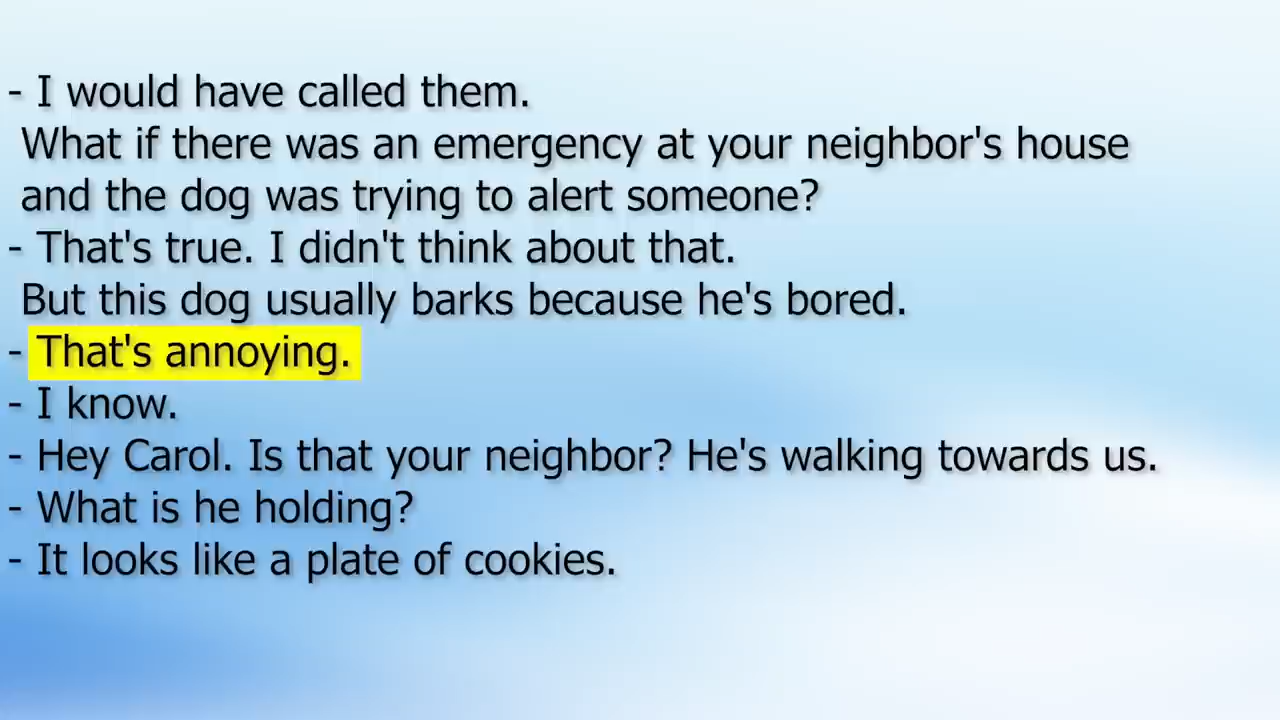 - I would have called them.
What if there was an emergency at your neighbor's house
and the dog was trying to alert someone?
- That's true. I didn't think about that.
But this dog usually barks because he's bored.
- That's annoying.
- I know.
- Hey Carol. Is that your neighbor? He's walking towards us.
- What is he holding?
- It looks like a plate of cookies.